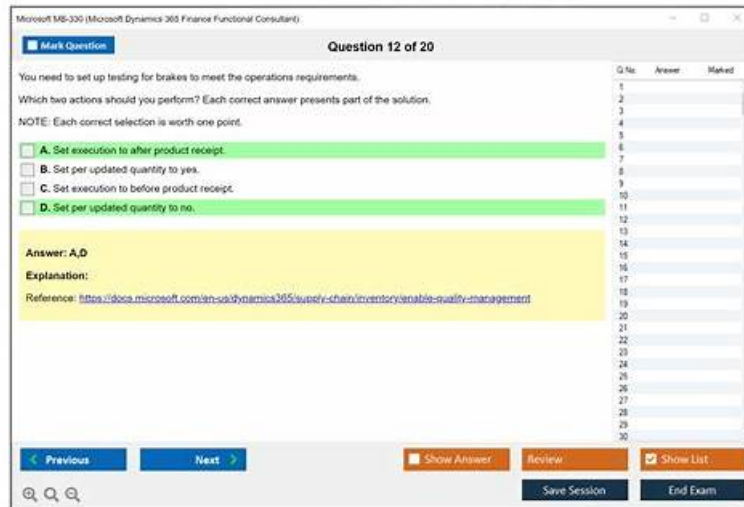 Microsoft MB-330 (Microsoft Dynamics 365 Finance Functional Consultant)
Mark Question
Question 12 of 20
You need to set up testing for brakes to meet the operations requirements.
Which two actions should you perform? Each correct answer presents part of the solution.
NOTE: Each correct selection is worth one point.
A. Set execution to after product receipt.
B. Set per updated quantity to yes.
C. Set execution to before product receipt.
D. Set per updated quantity to no.
Answer: A,D
Explanation:
Reference: https://docs.microsoft.com/en-us/dynamics365/supply-chain/inventory/enable-quality-management
Q No. Answer Marked
1
2
3
4
5
6
7
8
9
10
11
12
13
14
15
16
17
18
19
20
21
22
23
24
25
26
27
28
29
30
Previous
Next
Show Answer
Review
Show List
Save Session
End Exam